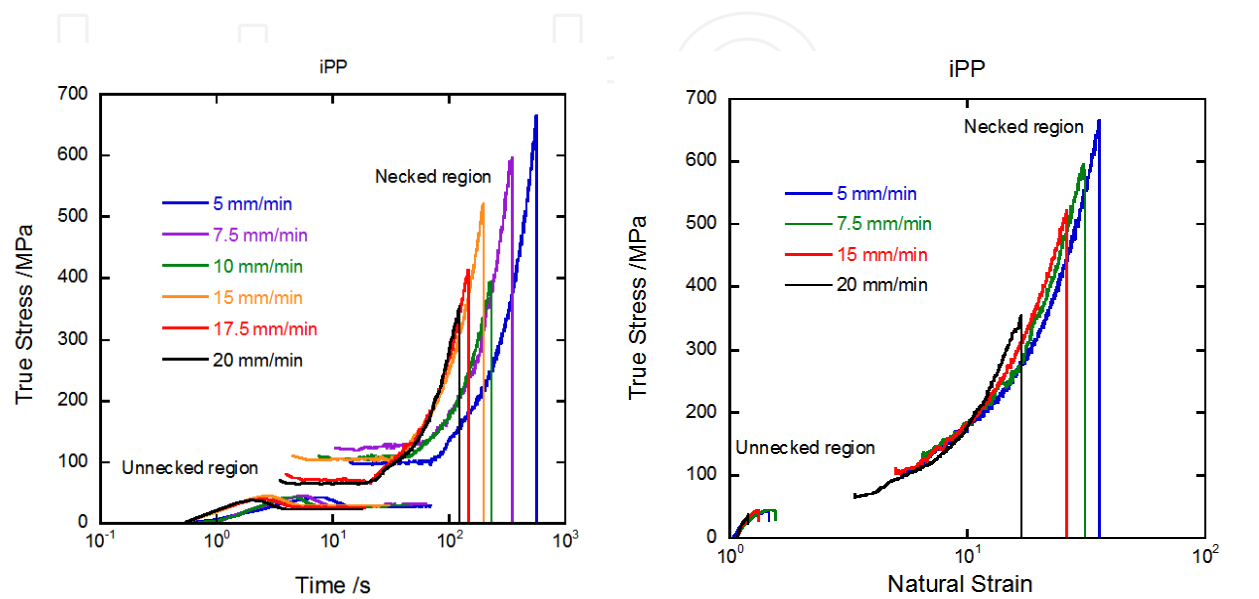 iPP
700
600
500
400
300
200
100
0
True Stress /MPa
Necked region
5 mm/min
7.5 mm/min
10 mm/min
15 mm/min
17.5 mm/min
20 mm/min
Unnecked region
10-1
100
101
102
103
Time /s
iPP
700
600
500
400
300
200
100
0
True Stress /MPa
Necked region
5 mm/min
7.5 mm/min
15 mm/min
20 mm/min
Unnecked region
100
101
102
Natural Strain